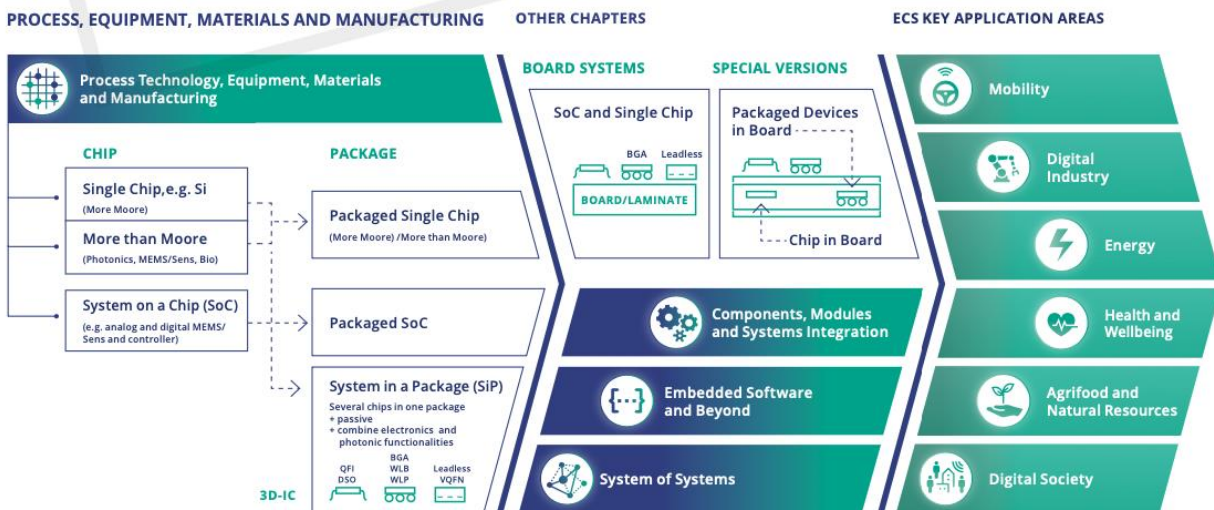 PROCESS, EQUIPMENT, MATERIALS AND MANUFACTURING
OTHER CHAPTERS
ECS KEY APPLICATION AREAS
Process Technology, Equipment, Materials
and Manufacturing
CHIP
Single Chip,e.g. Si
(More Moore)
More than Moore
(Photonics, MEMS/Sens, Bio)
System on a Chip (SoC)
(e.g. analog and digital MEMS/
Sens and controller)
PACKAGE
Packaged Single Chip
(More Moore) /More than Moore)
Packaged SoC
System in a Package (SiP)
Several chips in one package
+ passive
+ combine electronics and
photonic functionalities
QFI
DSO
BGA
WLB
WLP
Leadless
VQFN
3D-IC
BOARD SYSTEMS
SoC and Single Chip
BGA
Leadless
BOARD/LAMINATE
SPECIAL VERSIONS
Packaged Devices
in Board
Chip in Board
Components, Modules
and Systems Integration
Embedded Software
and Beyond
System of Systems
Mobility
Digital
Industry
Energy
Health and
Wellbeing
Agrifood and
Natural Resources
Digital Society